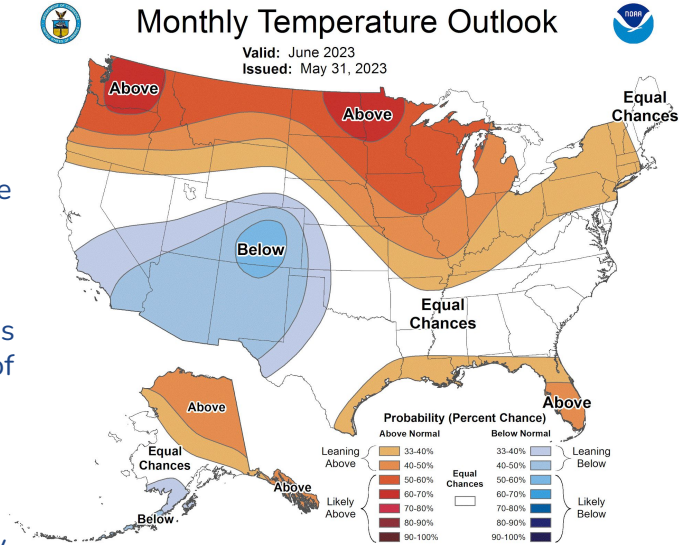 Monthly Temperature Outlook
Valid: June 2023
Issued: May 31, 2023
NOAA
Above
Above
Equal
Chances
e
Below
s
of
Equal
Chances
Above
Equal
Chances
Above
Below
Above
Probability (Percent Chance)
Above Normal
Below Normal
Leaning
Above
33-40%
40-50%
50-60%
60-70%
70-80%
80-90%
90-100%
Likely
Above
Equal
Chances
33-40%
40-50%
50-60%
60-70%
70-80%
80-90%
90-100%
Leaning
Below
Likely
Below